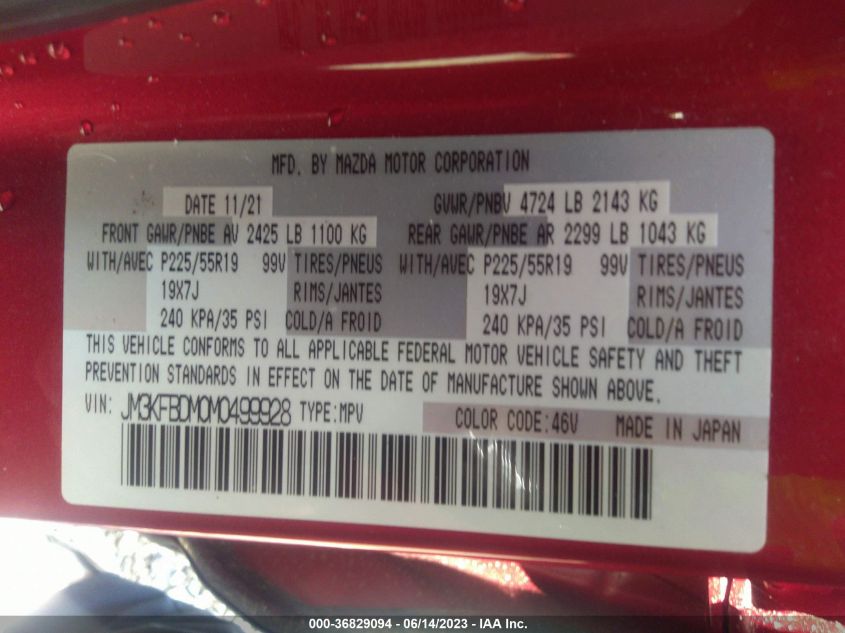 MFD. BY MAZDA MOTOR CORPORATION
DATE 11/21 GVWR/PNBV 4724 LB 2143 KG
FRONT GAWR/PNBE AV 2425 LB 1100 KG REAR GAWR/PNBE AR 2299 LB 1043 KG
WITH/AVEC P225/55R19 99V TIRES/PNEUS WITH/AVEC P225/55R19 99V TIRES/PNEUS
19X7J RIMS/JANTES 19X7J RIMS/JANTES
240 KPA/35 PSI COLD/A FROID 240 KPA/35 PSI COLD/A FROID
THIS VEHICLE CONFORMS TO ALL APPLICABLE FEDERAL MOTOR VEHICLE SAFETY AND THEFT
PREVENTION STANDARDS IN EFFECT ON THE DATE OF MANUFACTURE SHOWN ABOVE.
VIN: JM3KFBDM0M0499928 TYPE:MPV COLOR CODE:46V MADE IN JAPAN
000-36829094 - 06/14/2023 - IAA Inc.